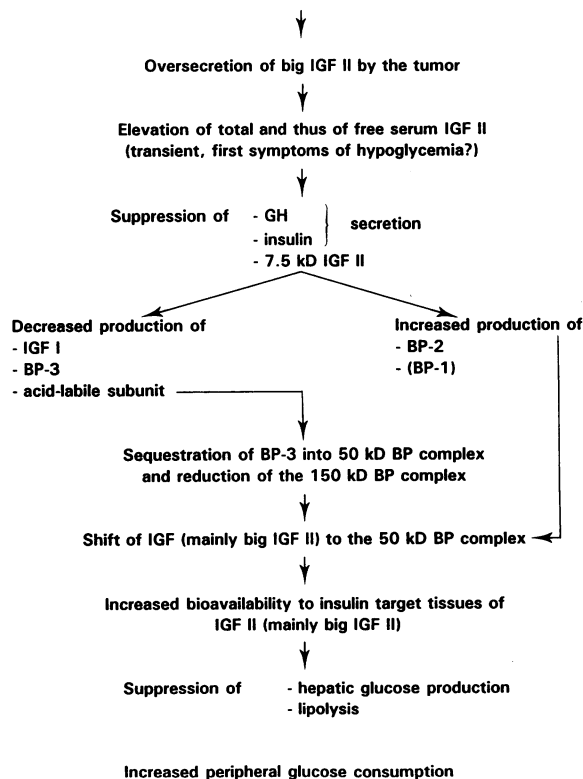 Oversecretion of big IGF II by the tumor
Elevation of total and thus of free serum IGF II
(transient, first symptoms of hypoglycemia?)
Suppression of - GH
- insulin
secretion
- 7.5 kD IGF II
Decreased production of
- IGF I
- BP-3
- acid-labile subunit
Increased production of
- BP-2
- (BP-1)
Sequestration of BP-3 into 50 kD BP complex
and reduction of the 150 kD BP complex
Shift of IGF (mainly big IGF II) to the 50 kD BP complex
Increased bioavailability to insulin target tissues of
IGF II (mainly big IGF II)
Suppression of - hepatic glucose production
- lipolysis
Increased peripheral glucose consumption